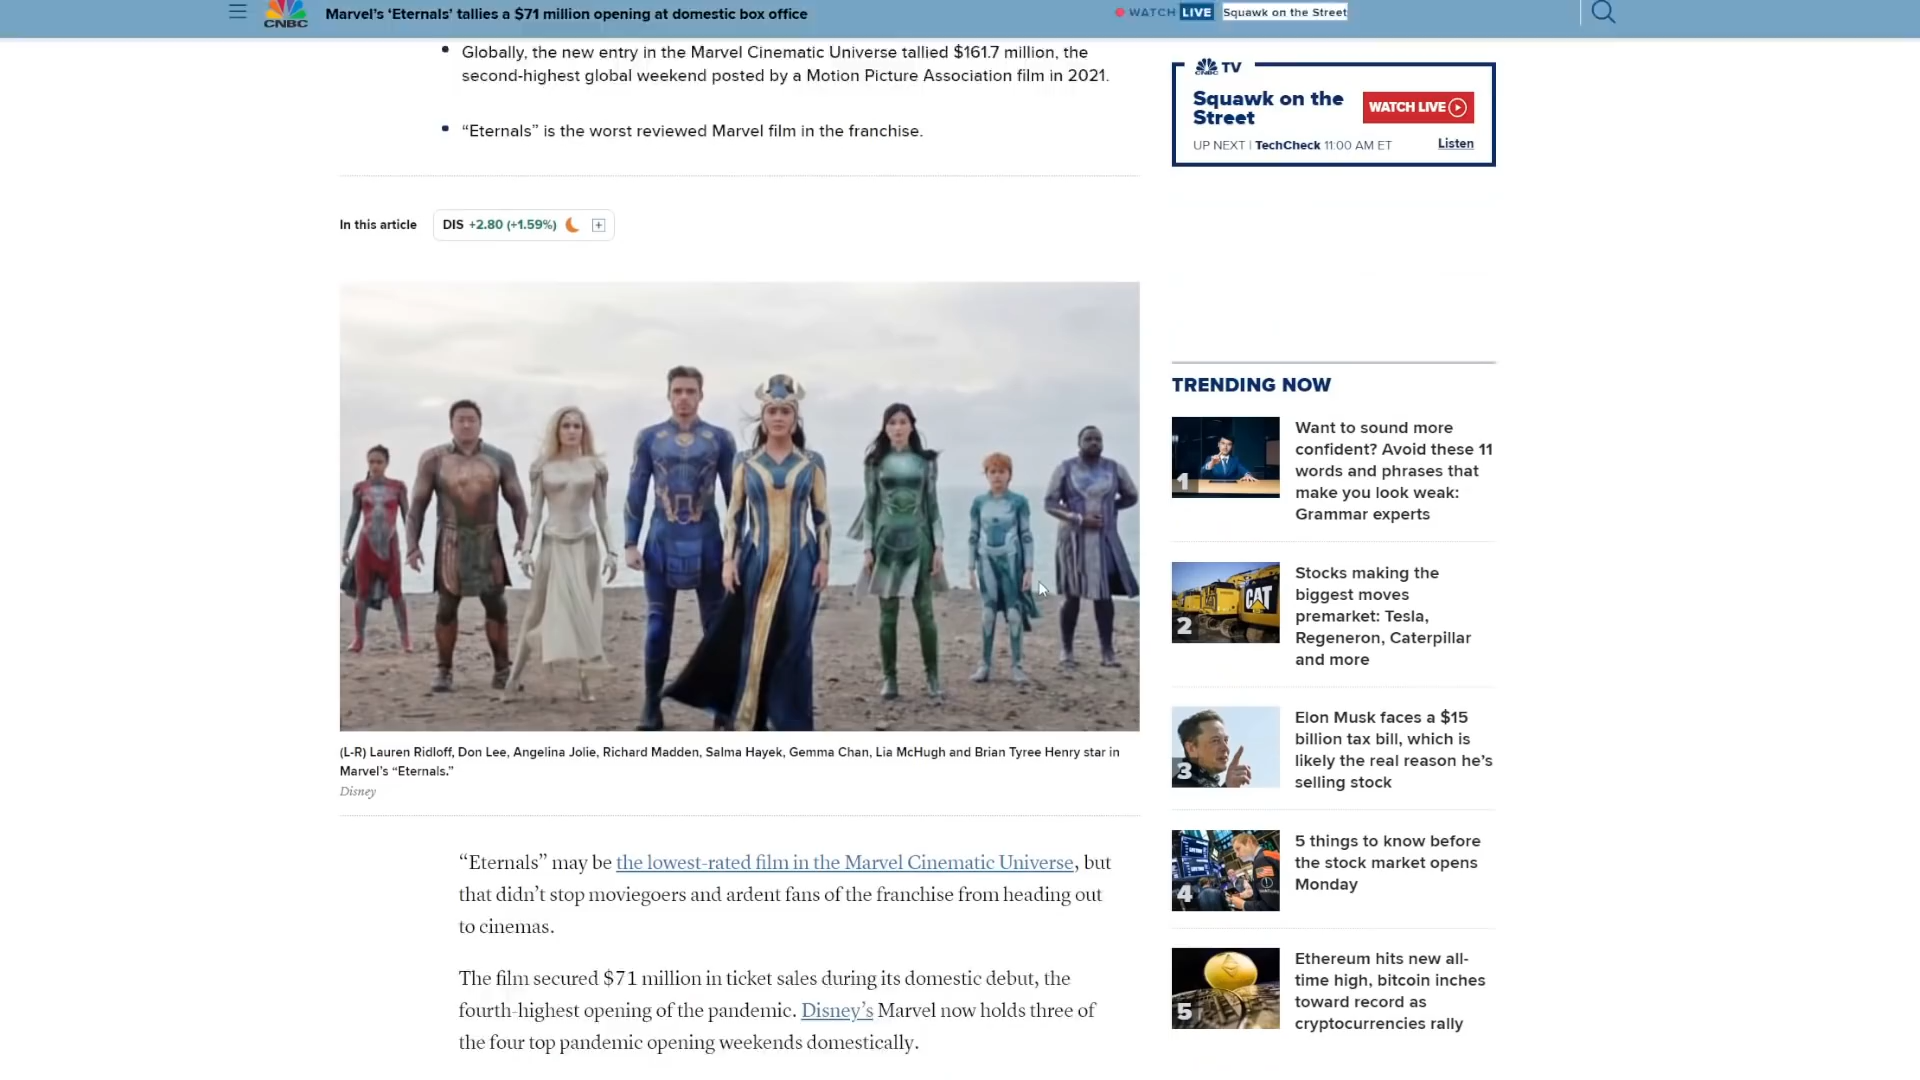 CNBC
Marvel’s ‘Eternals’ tallies a $71 million opening at domestic box office
WATCH LIVE
Squawk on the Street
Globally, the new entry in the Marvel Cinematic Universe tallied $161.7 million, the
second-highest global weekend posted by a Motion Picture Association film in 2021.
“Eternals” is the worst reviewed Marvel film in the franchise.
In this article
DIS +2.80 (+1.59%)
(L-R) Lauren Ridloff, Don Lee, Angelina Jolie, Richard Madden, Salma Hayek, Gemma Chan, Lia McHugh and Brian Tyree Henry star in
Marvel’s “Eternals.”
Disney
“Eternals” may be the lowest-rated film in the Marvel Cinematic Universe, but
that didn’t stop moviegoers and ardent fans of the franchise from heading out
to cinemas.
The film secured $71 million in ticket sales during its domestic debut, the
fourth-highest opening of the pandemic. Disney’s Marvel now holds three of
the four top pandemic opening weekends domestically.
CNBC TV
Squawk on the
Street
WATCH LIVE
UP NEXT | TechCheck 11:00 AM ET
Listen
TRENDING NOW
1
Want to sound more
confident? Avoid these 11
words and phrases that
make you look weak:
Grammar experts
CAT
2
Stocks making the
biggest moves
premarket: Tesla,
Regeneron, Caterpillar
and more
3
Elon Musk faces a $15
billion tax bill, which is
likely the real reason he’s
selling stock
4
5 things to know before
the stock market opens
Monday
5
Ethereum hits new all-
time high, bitcoin inches
toward record as
cryptocurrencies rally